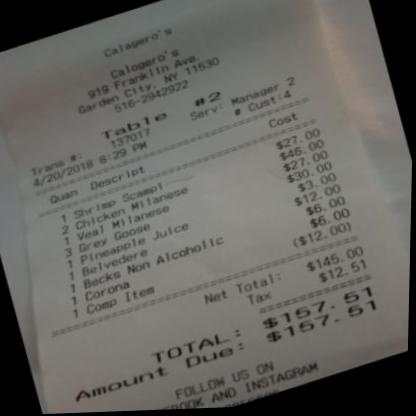 Calagero's
Calogero's
919 Franklin Ave.
Garden City, NY 11530
516-2942922
Table #2
Trans #: 137017 Serv: Manager 2
4/20/2018 8:29 PM # Cust:4
Quan Descript Cost
1 Shrimp Scampi $27.00
2 Chicken Milanese $46.00
1 Veal Milanese $27.00
3 Grey Goose $30.00
1 Pineapple Juice $3.00
1 Belvedere $12.00
1 Becks Non Alcoholic $6.00
1 Corona $6.00
1 Comp Item ($12.00)
Net Total: $145.00
Tax $12.51
TOTAL: $157.51
Amount Due: $157.51
FOLLOW US ON
AND INSTAGRAM